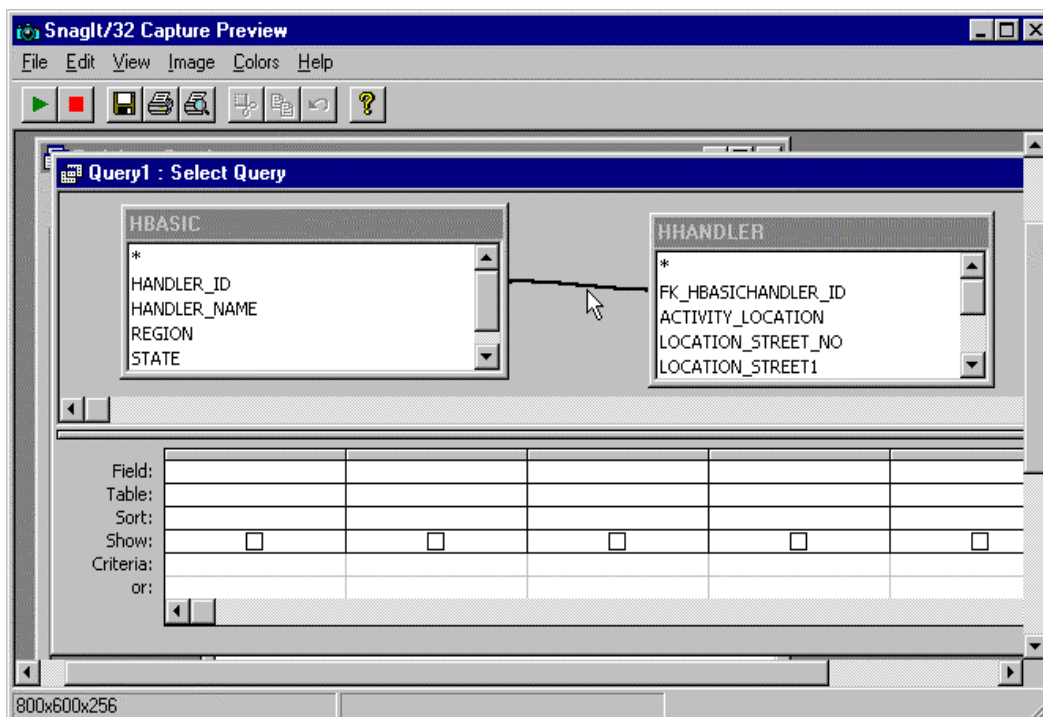 SnagIt/32 Capture Preview
File Edit View Image Colors Help
Query1 : Select Query
HBASIC
*
HANDLER_ID
HANDLER_NAME
REGION
STATE
HHANDLER
*
FK_HBASICHANDLER_ID
ACTIVITY_LOCATION
LOCATION_STREET_NO
LOCATION_STREET1
Field:
Table:
Sort:
Show:
Criteria:
or:
800x600x256